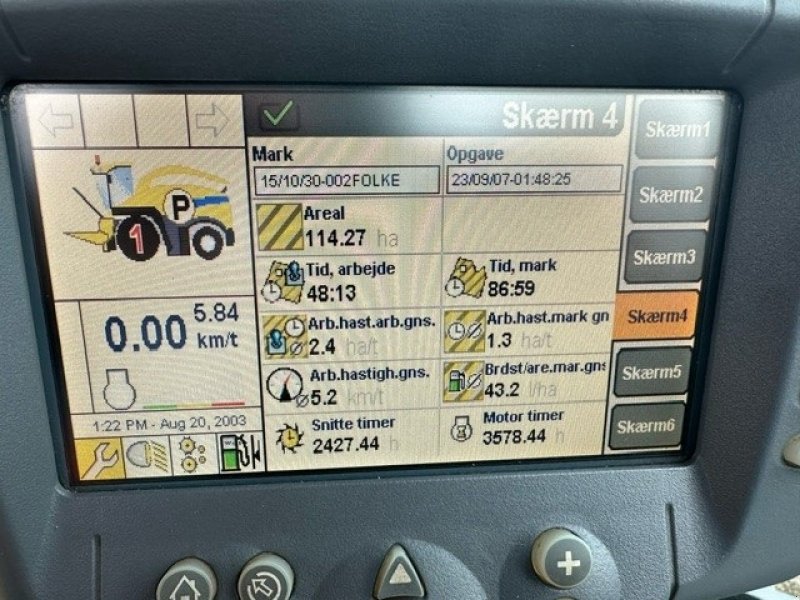 Skærm 4
Mark
Opgave
15/10/30-002FOLKE
23/09/07-01:48:25
Areal
114.27 ha
Tid, arbejde
48:13
Tid, mark
86:59
Arb.hast.arb.gns.
2.4 ha/t
Arb.hast.mark gn
1.3 ha/t
Arb.hastigh.gns.
5.2 km/t
Brdst/are.mar.gns
43.2 l/ha
Snitte timer
2427.44 h
Motor timer
3578.44 h
P
1
5.84
0.00 km/t
1:22 PM - Aug 20, 2003
Skærm1
Skærm2
Skærm3
Skærm4
Skærm5
Skærm6